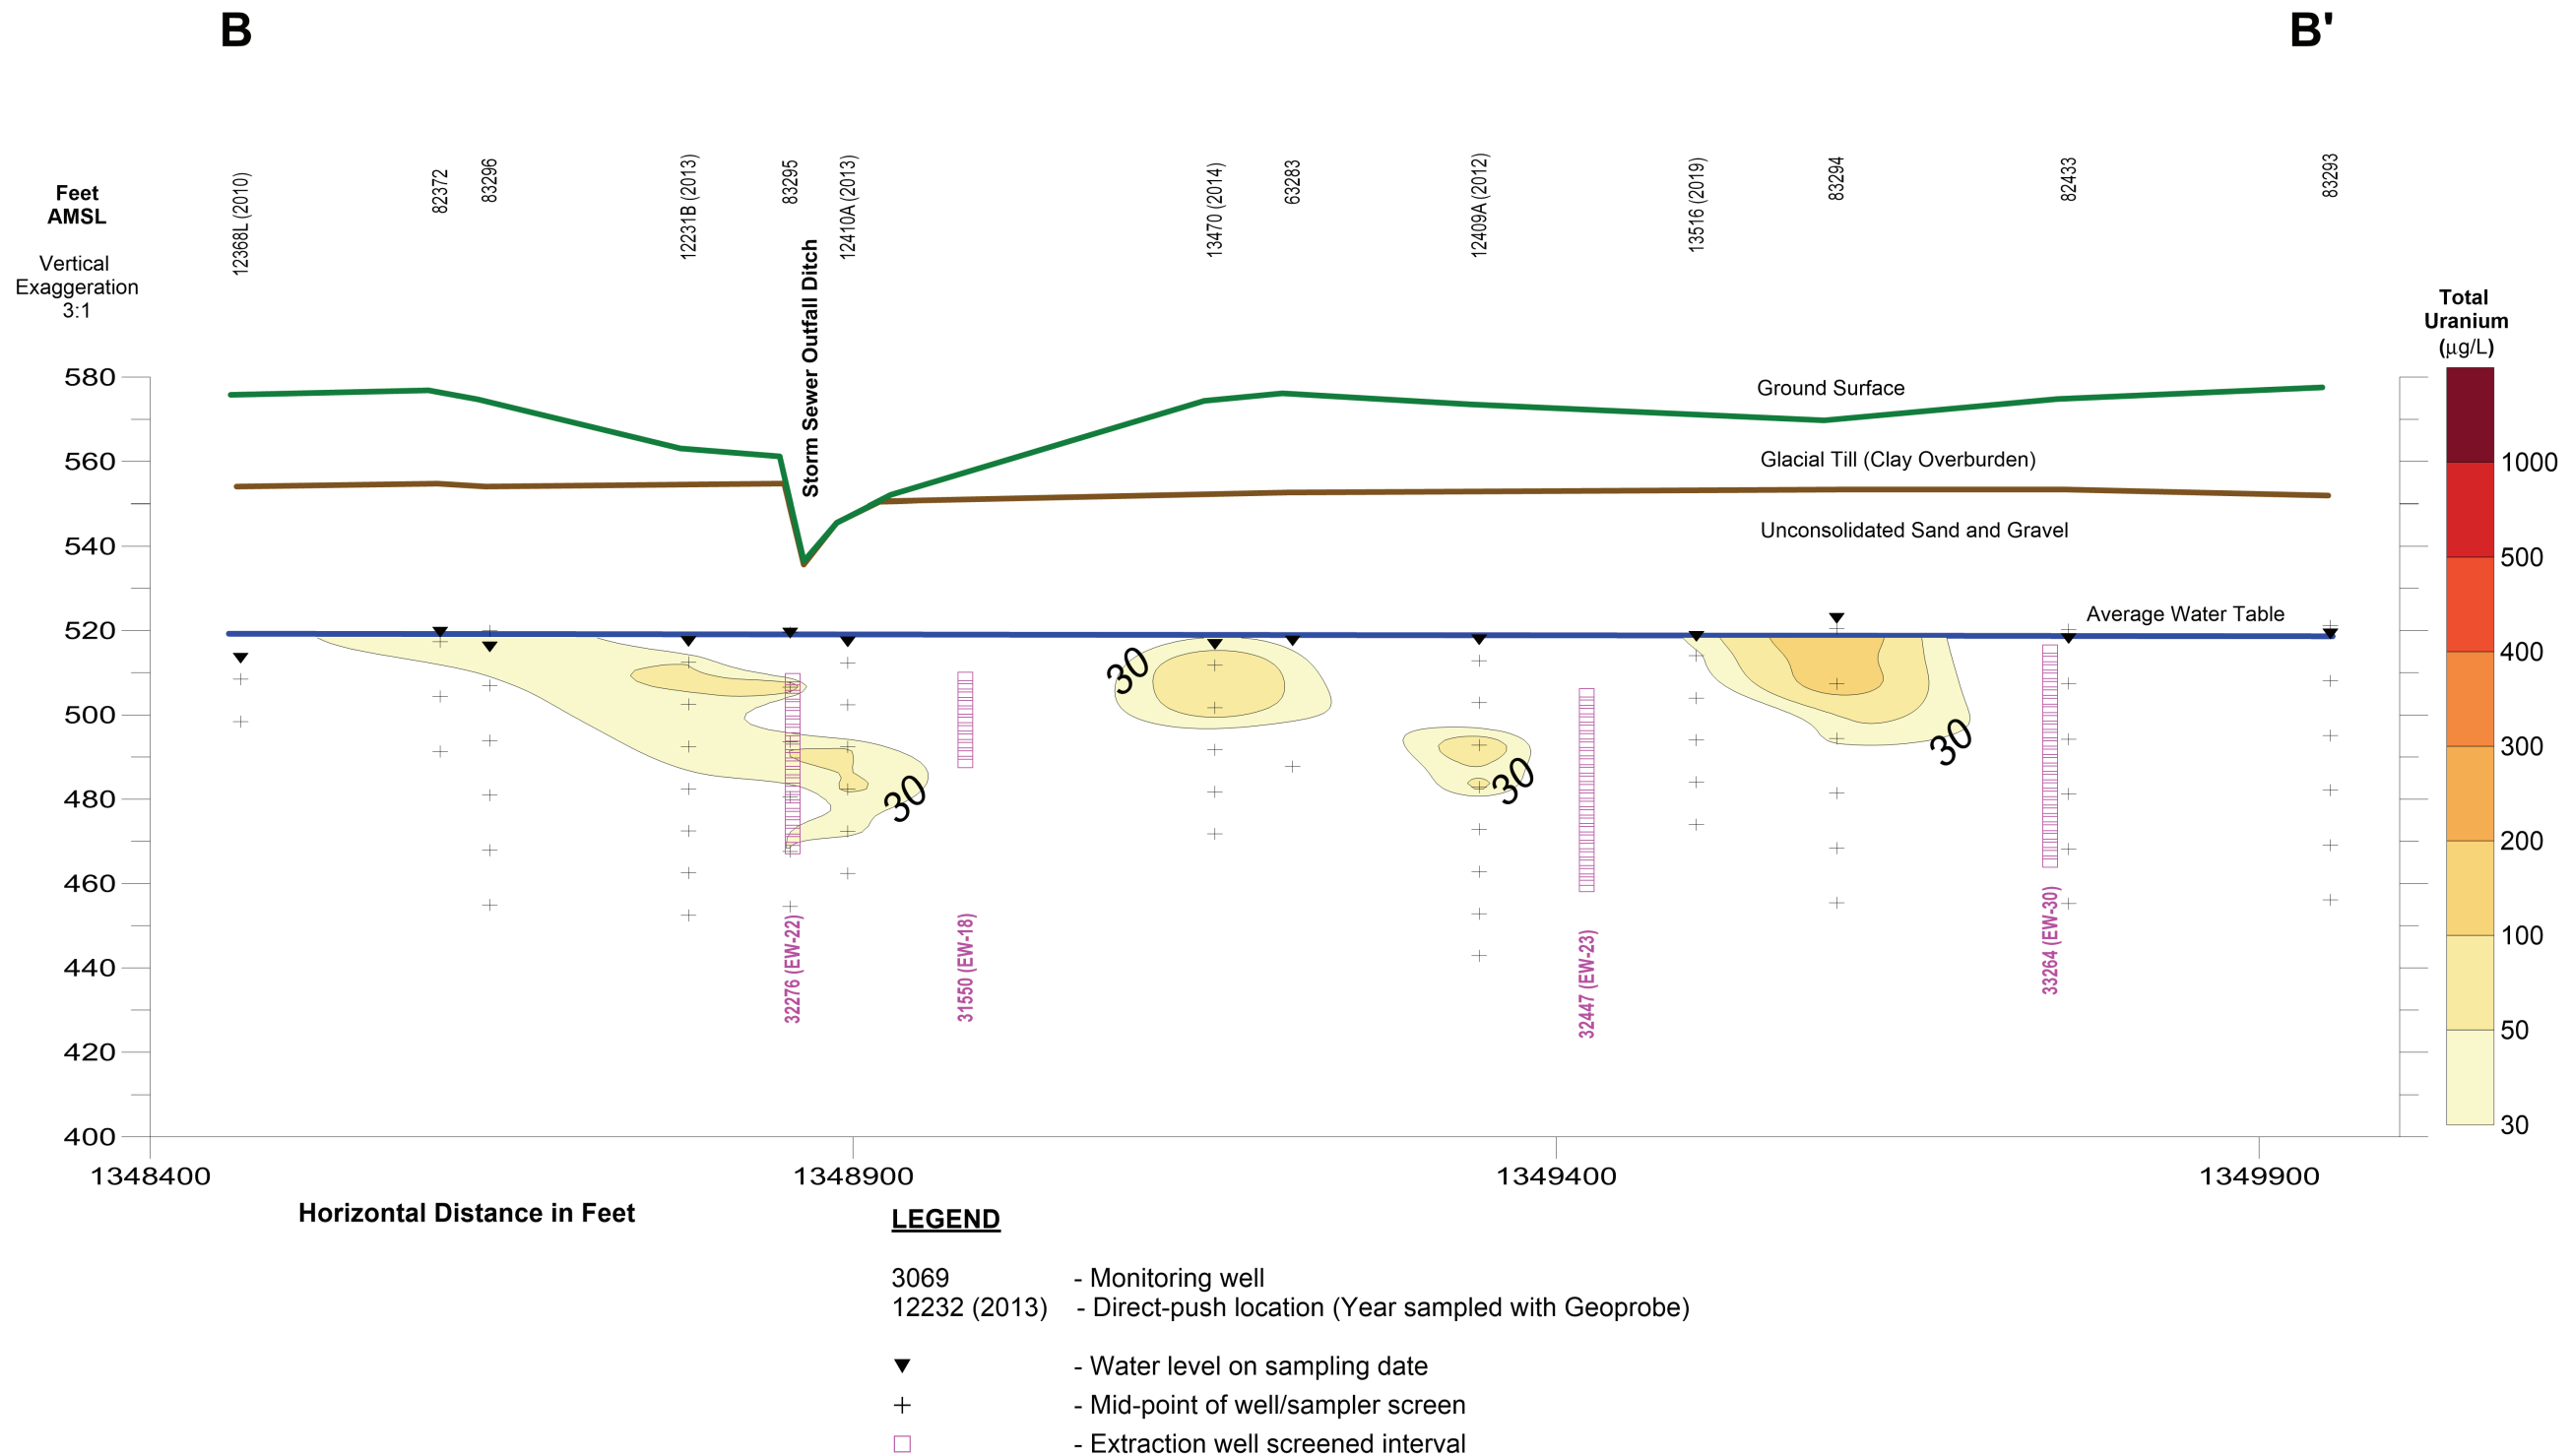 B
B'
12368L (2010)
82372
83296
12231B (2013)
83295
Storm Sewer Outfall Ditch
12410A (2013)
13470 (2014)
63283
12409A (2012)
13516 (2019)
83294
82433
83293
Feet
AMSL
Vertical
Exaggeration
3:1
Total
Uranium
(µg/L)
1000
500
400
300
200
100
50
30
580
560
540
520
500
480
460
440
420
400
Ground Surface
Glacial Till (Clay Overburden)
Unconsolidated Sand and Gravel
Average Water Table
30
30
30
30
32276 (EW-22)
31550 (EW-18)
32447 (EW-23)
33264 (EW-30)
1348400
1348900
1349400
1349900
Horizontal Distance in Feet
LEGEND
3069 - Monitoring well
12232 (2013) - Direct-push location (Year sampled with Geoprobe)
- Water level on sampling date
- Mid-point of well/sampler screen
- Extraction well screened interval